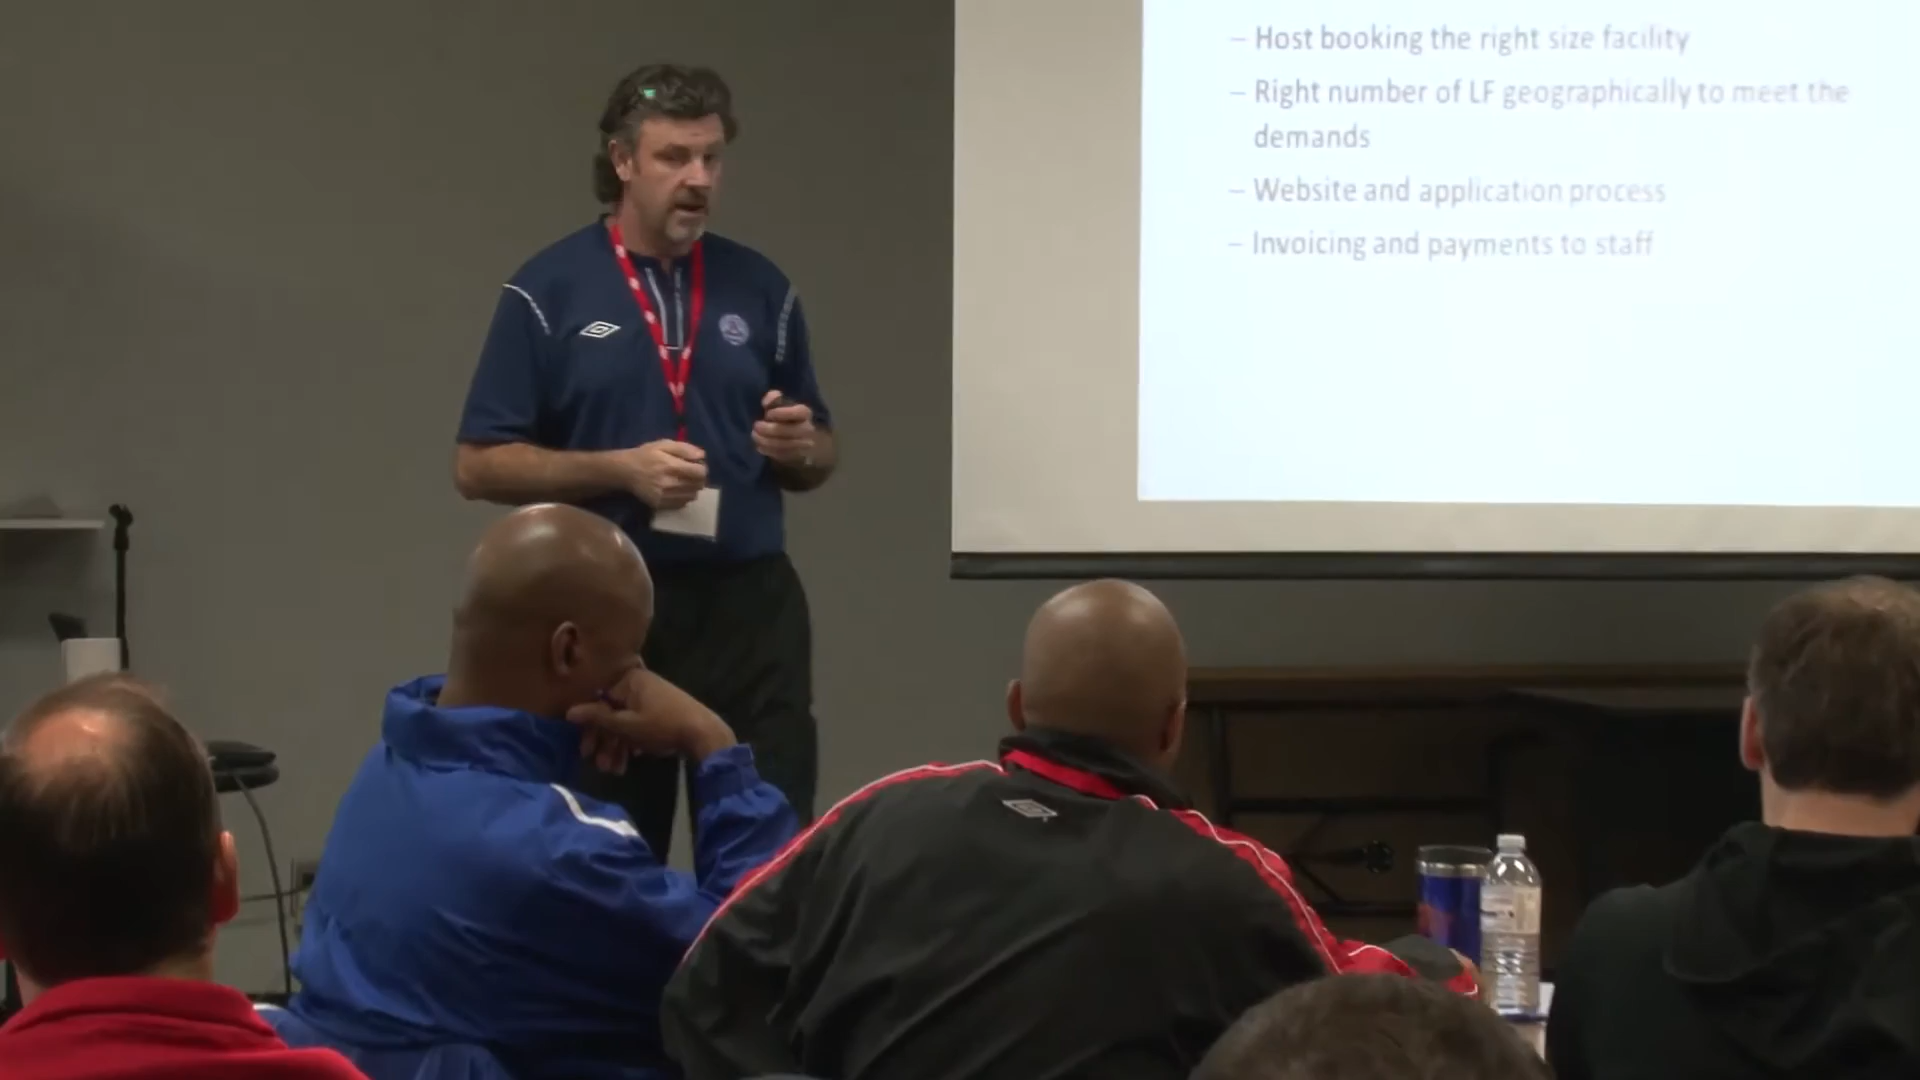 – Host booking the right size facility
– Right number of LF geographically to meet the
demands
– Website and application process
– Invoicing and payments to staff